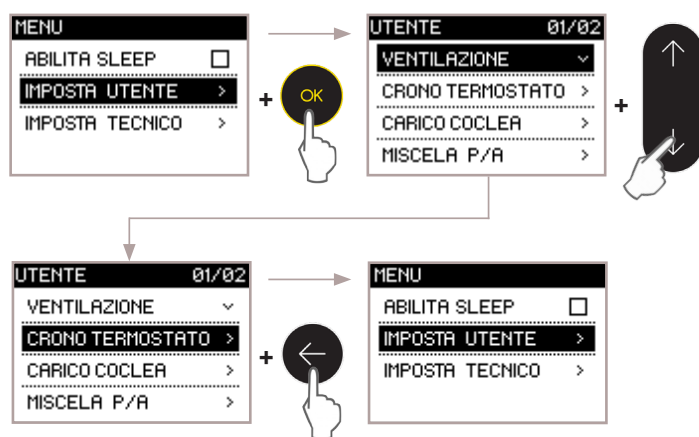 MENU
ABILITA SLEEP
IMPOSTA UTENTE >
IMPOSTA TECNICO >
+
OK
UTENTE 01/02
VENTILAZIONE
CRONO TERMOSTATO >
CARICO COCLEA >
MISCELA P/A >
+
UTENTE 01/02
VENTILAZIONE
CRONO TERMOSTATO >
CARICO COCLEA >
MISCELA P/A >
+
MENU
ABILITA SLEEP
IMPOSTA UTENTE >
IMPOSTA TECNICO >